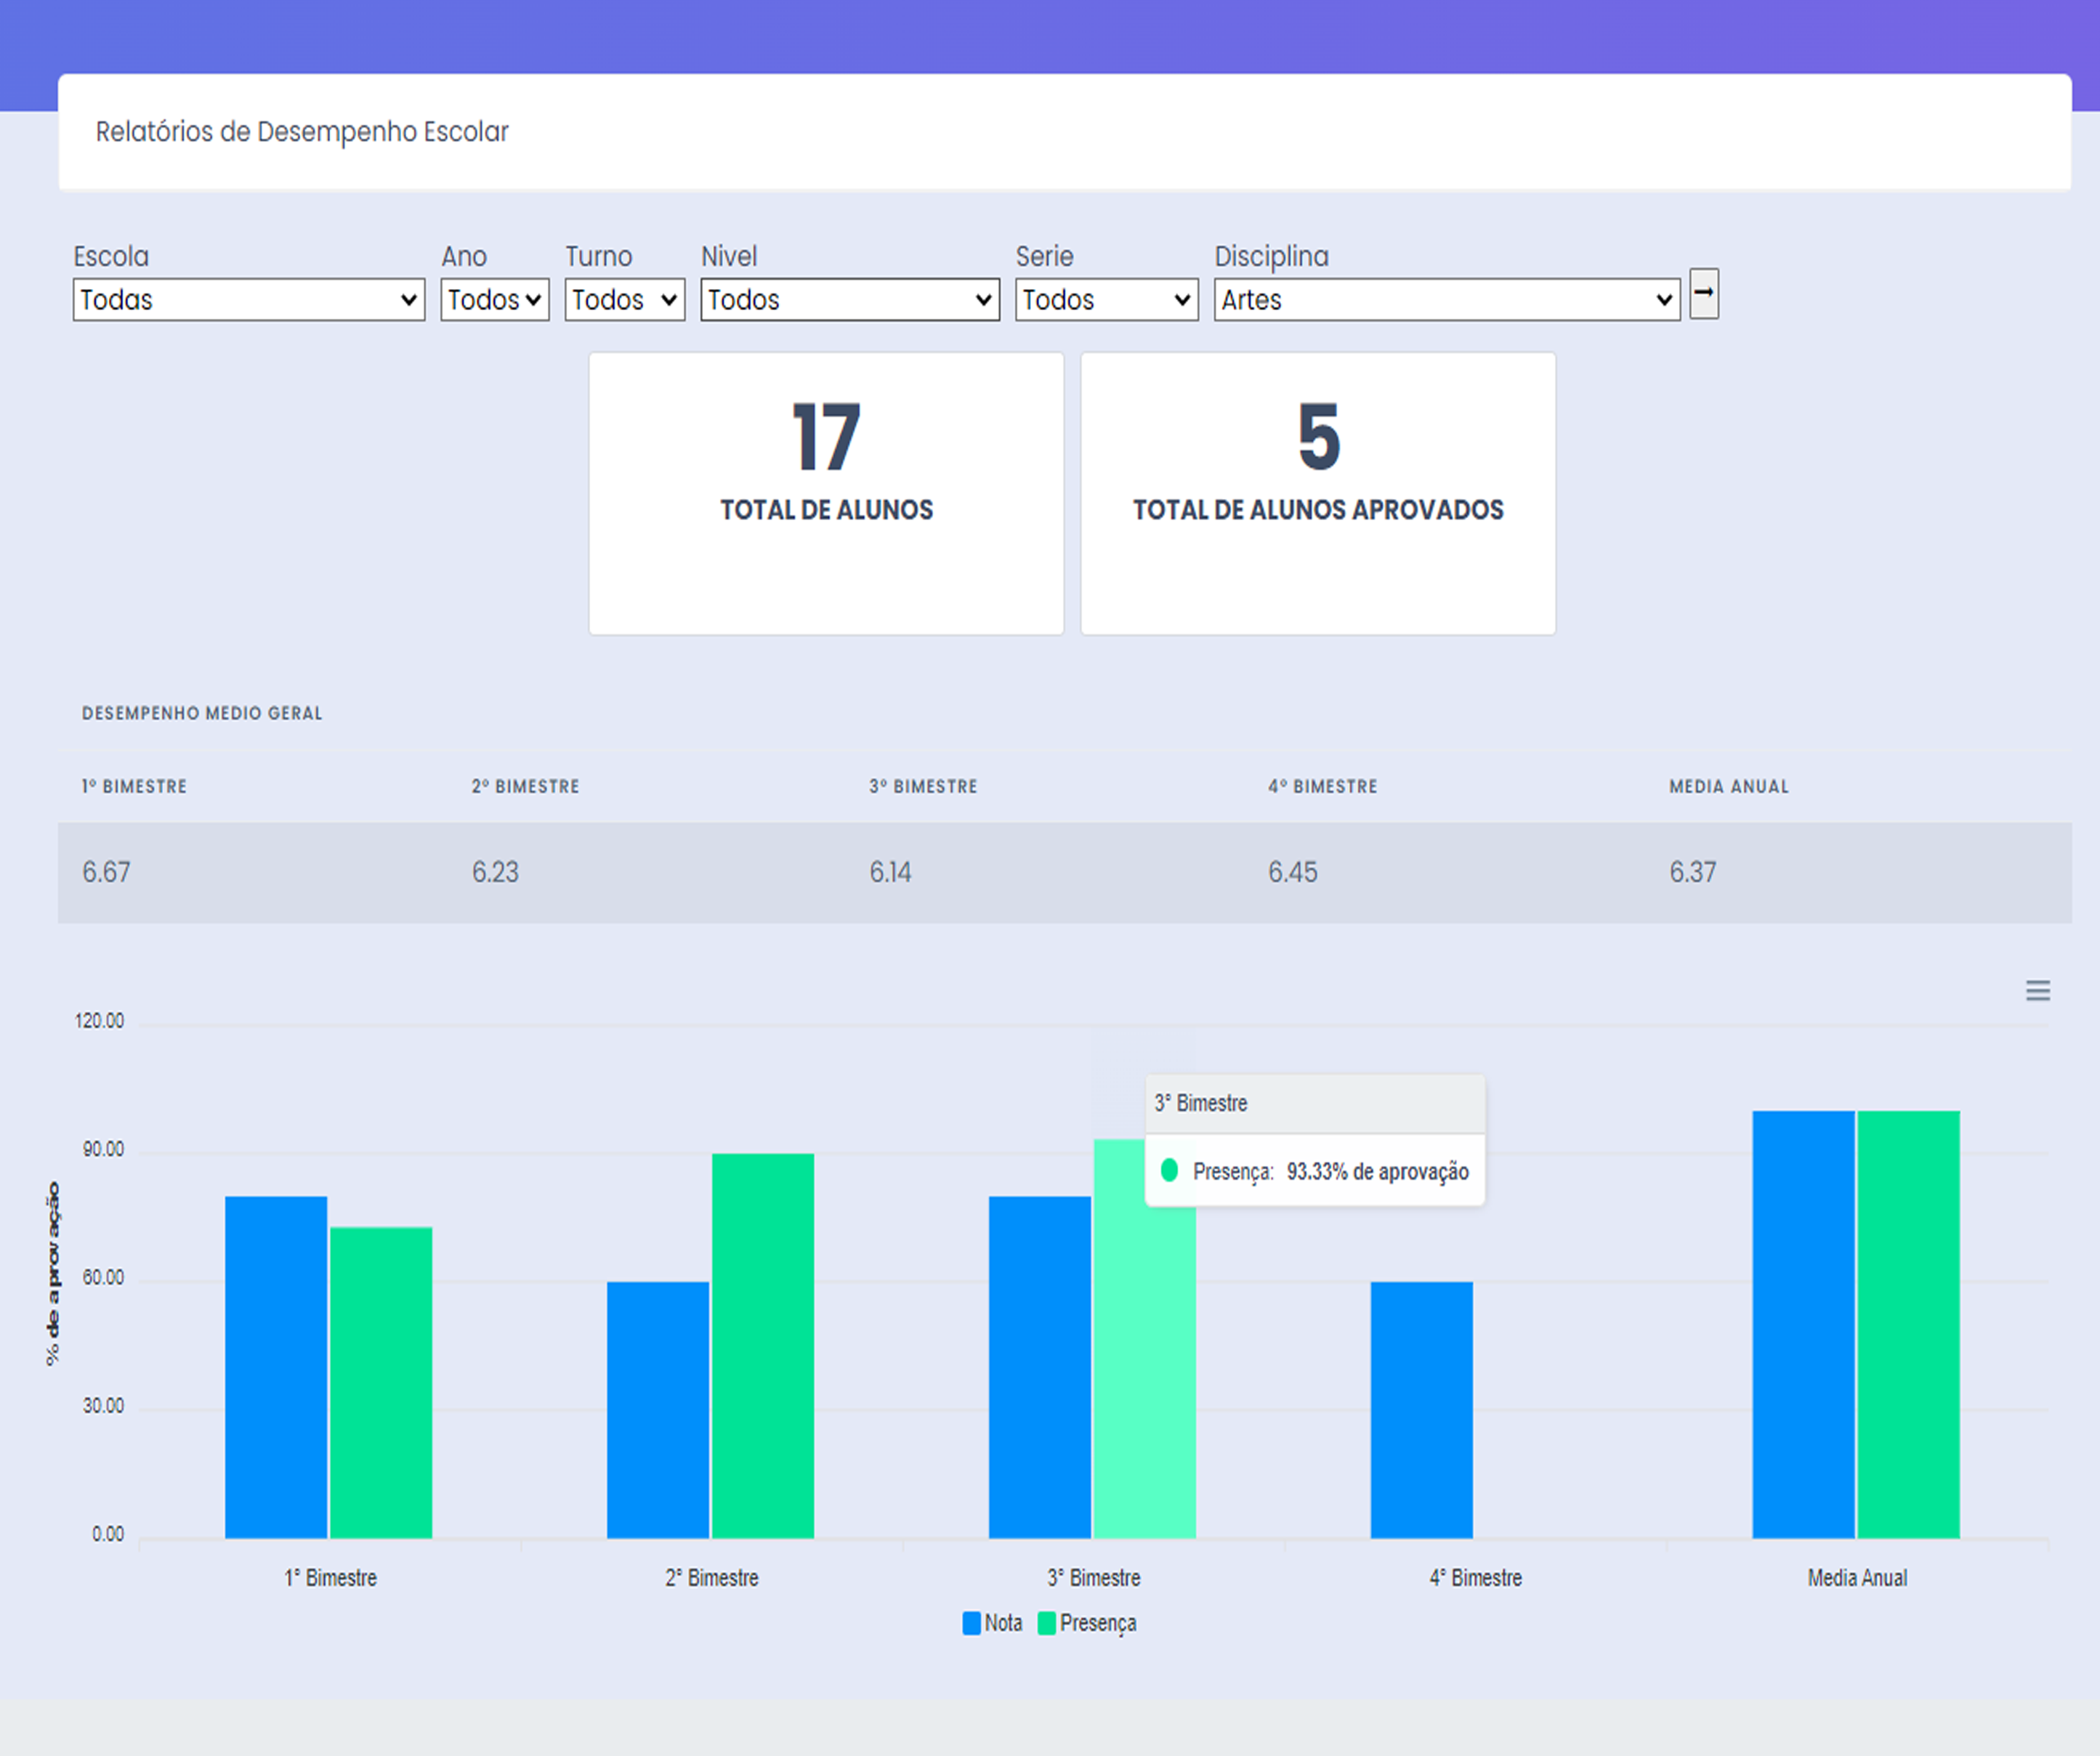 Relatórios de Desempenho Escolar
Escola Ano Turno Nivel Serie Disciplina
Todas Todos Todos Todos Todos Artes →
17 5
TOTAL DE ALUNOS TOTAL DE ALUNOS APROVADOS
DESEMPENHO MEDIO GERAL
1º BIMESTRE 2º BIMESTRE 3º BIMESTRE 4º BIMESTRE MEDIA ANUAL
6.67 6.23 6.14 6.45 6.37
120.00
90.00
60.00
30.00
0.00
% de aprovação
3° Bimestre
Presença: 93.33% de aprovação
1° Bimestre 2° Bimestre 3° Bimestre 4° Bimestre Media Anual
Nota Presença